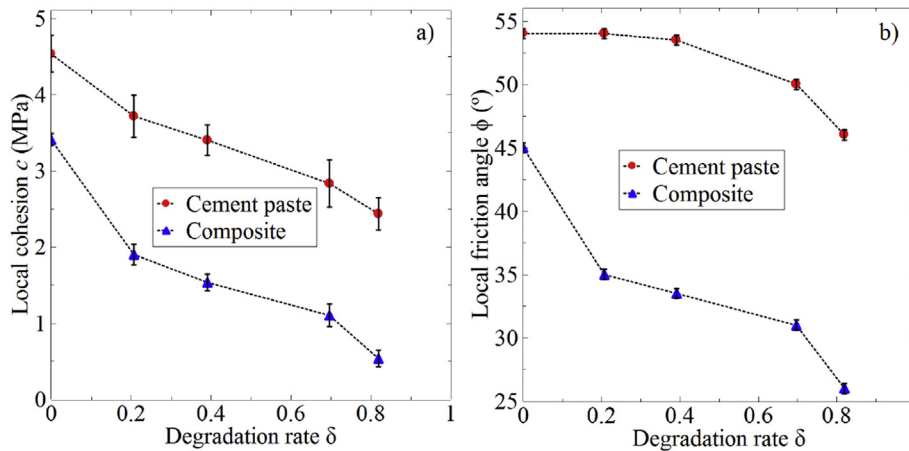 a)
Local cohesion c (MPa)
5
4
3
2
1
0
Cement paste
Composite
0 0.2 0.4 0.6 0.8 1
Degradation rate δ
b)
Local friction angle ϕ (º)
55
50
45
40
35
30
25
Cement paste
Composite
0 0.2 0.4 0.6 0.8
Degradation rate δ